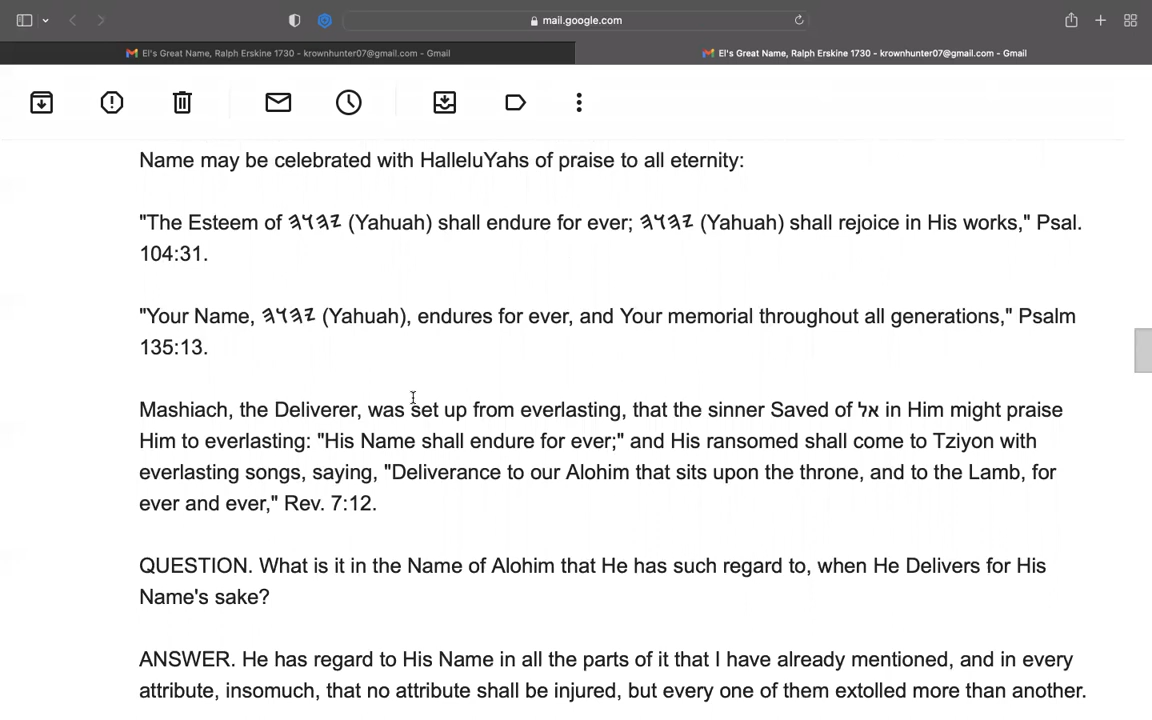 mail.google.com
El's Great Name, Ralph Erskine 1730 - krownhunter07@gmail.com - Gmail
El's Great Name, Ralph Erskine 1730 - krownhunter07@gmail.com - Gmail
Name may be celebrated with HalleluYahs of praise to all eternity:
"The Esteem of 𐤉𐤄𐤅𐤄 (Yahuah) shall endure for ever; 𐤉𐤄𐤅𐤄 (Yahuah) shall rejoice in His works," Psal.
104:31.
"Your Name, 𐤉𐤄𐤅𐤄 (Yahuah), endures for ever, and Your memorial throughout all generations," Psalm
135:13.
Mashiach, the Deliverer, was set up from everlasting, that the sinner Saved of אל in Him might praise
Him to everlasting: "His Name shall endure for ever;" and His ransomed shall come to Tziyon with
everlasting songs, saying, "Deliverance to our Alohim that sits upon the throne, and to the Lamb, for
ever and ever," Rev. 7:12.
QUESTION. What is it in the Name of Alohim that He has such regard to, when He Delivers for His
Name's sake?
ANSWER. He has regard to His Name in all the parts of it that I have already mentioned, and in every
attribute, insomuch, that no attribute shall be injured, but every one of them extolled more than another.